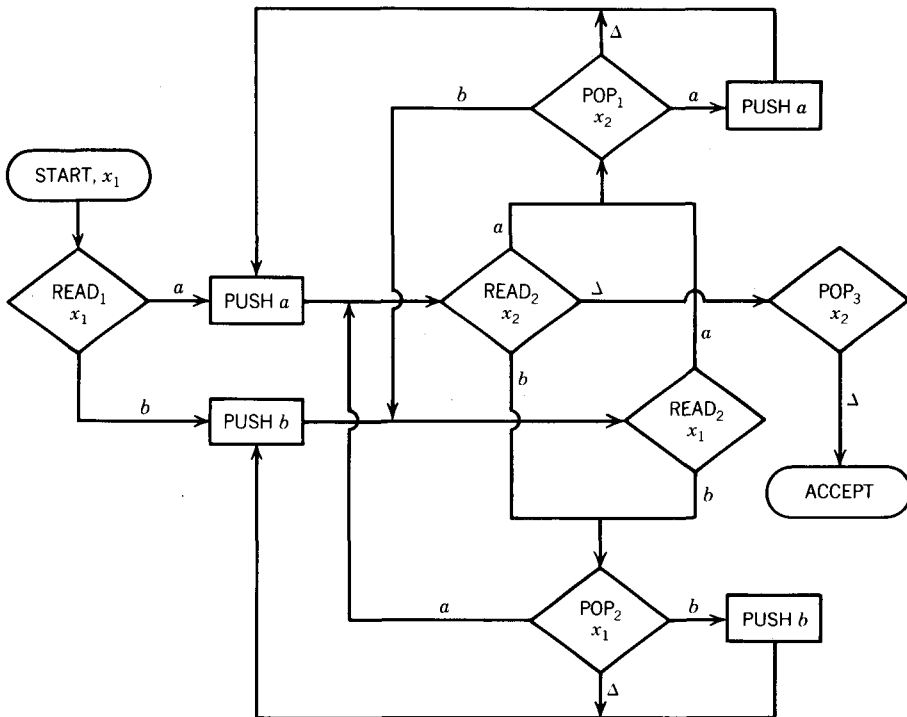 Δ
POP₁
x₂
b
a
PUSH a
START, x₁
a
READ₁
x₁
a
PUSH a
READ₂
x₂
Δ
POP₃
x₂
a
b
b
PUSH b
READ₂
x₁
Δ
b
ACCEPT
POP₂
x₁
a
b
PUSH b
Δ